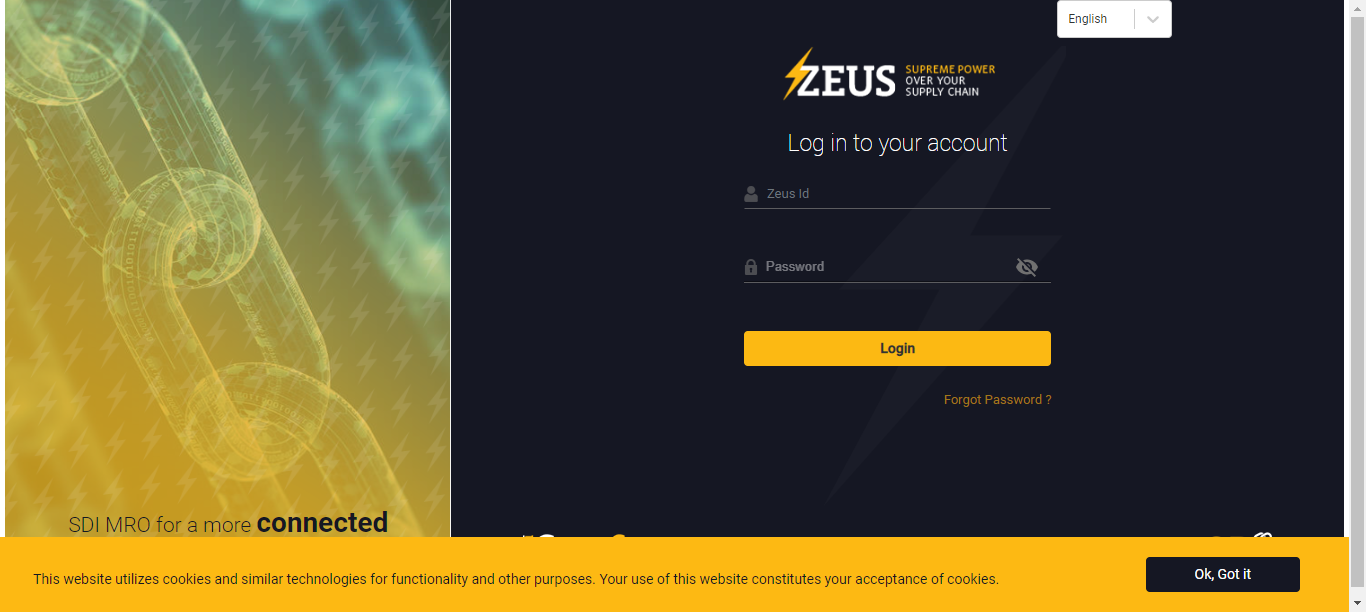 English
ZEUS
SUPREME POWER
OVER YOUR
SUPPLY CHAIN
Log in to your account
Zeus Id
Password
Login
Forgot Password ?
SDI MRO for a more connected
This website utilizes cookies and similar technologies for functionality and other purposes. Your use of this website constitutes your acceptance of cookies.
Ok, Got it